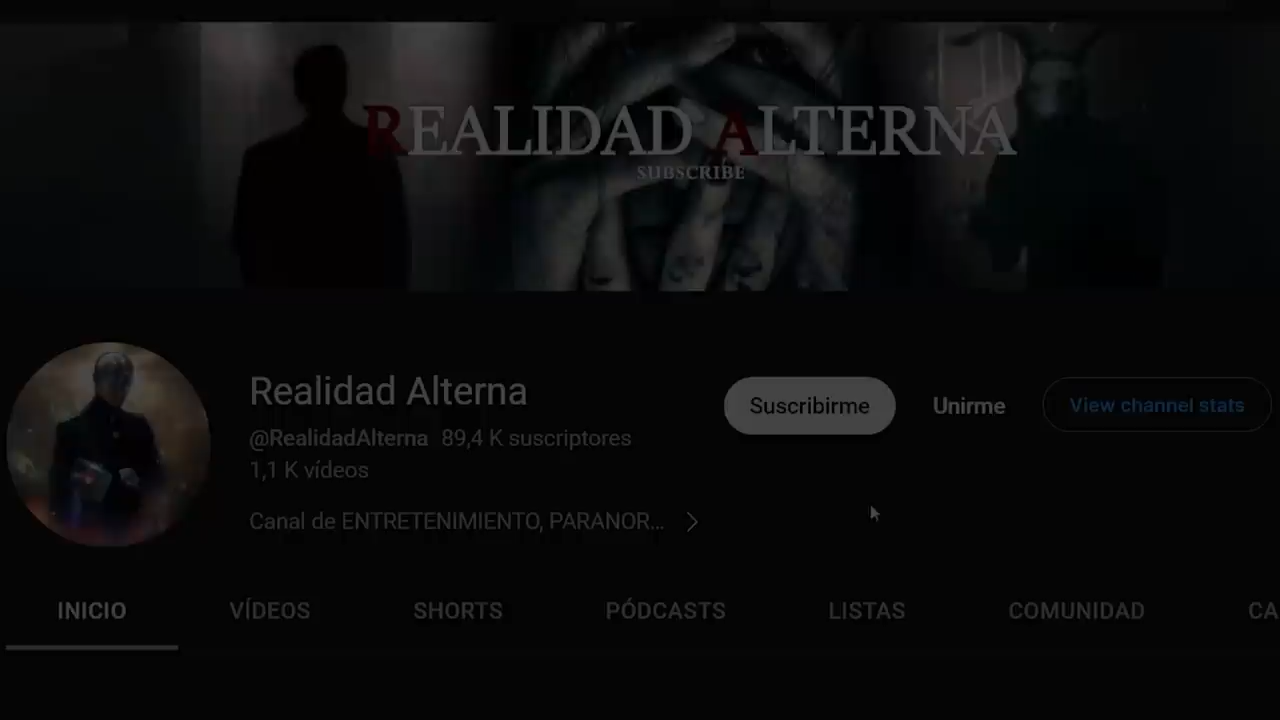 REALIDAD ALTERNA
SUBSCRIBE
Realidad Alterna
Suscribirme
Unirme
View channel stats
@RealidadAlterna 89,4 K suscriptores
1,1 K vídeos
Canal de ENTRETENIMIENTO, PARANOR...
INICIO
VÍDEOS
SHORTS
PÓDCASTS
LISTAS
COMUNIDAD
CA